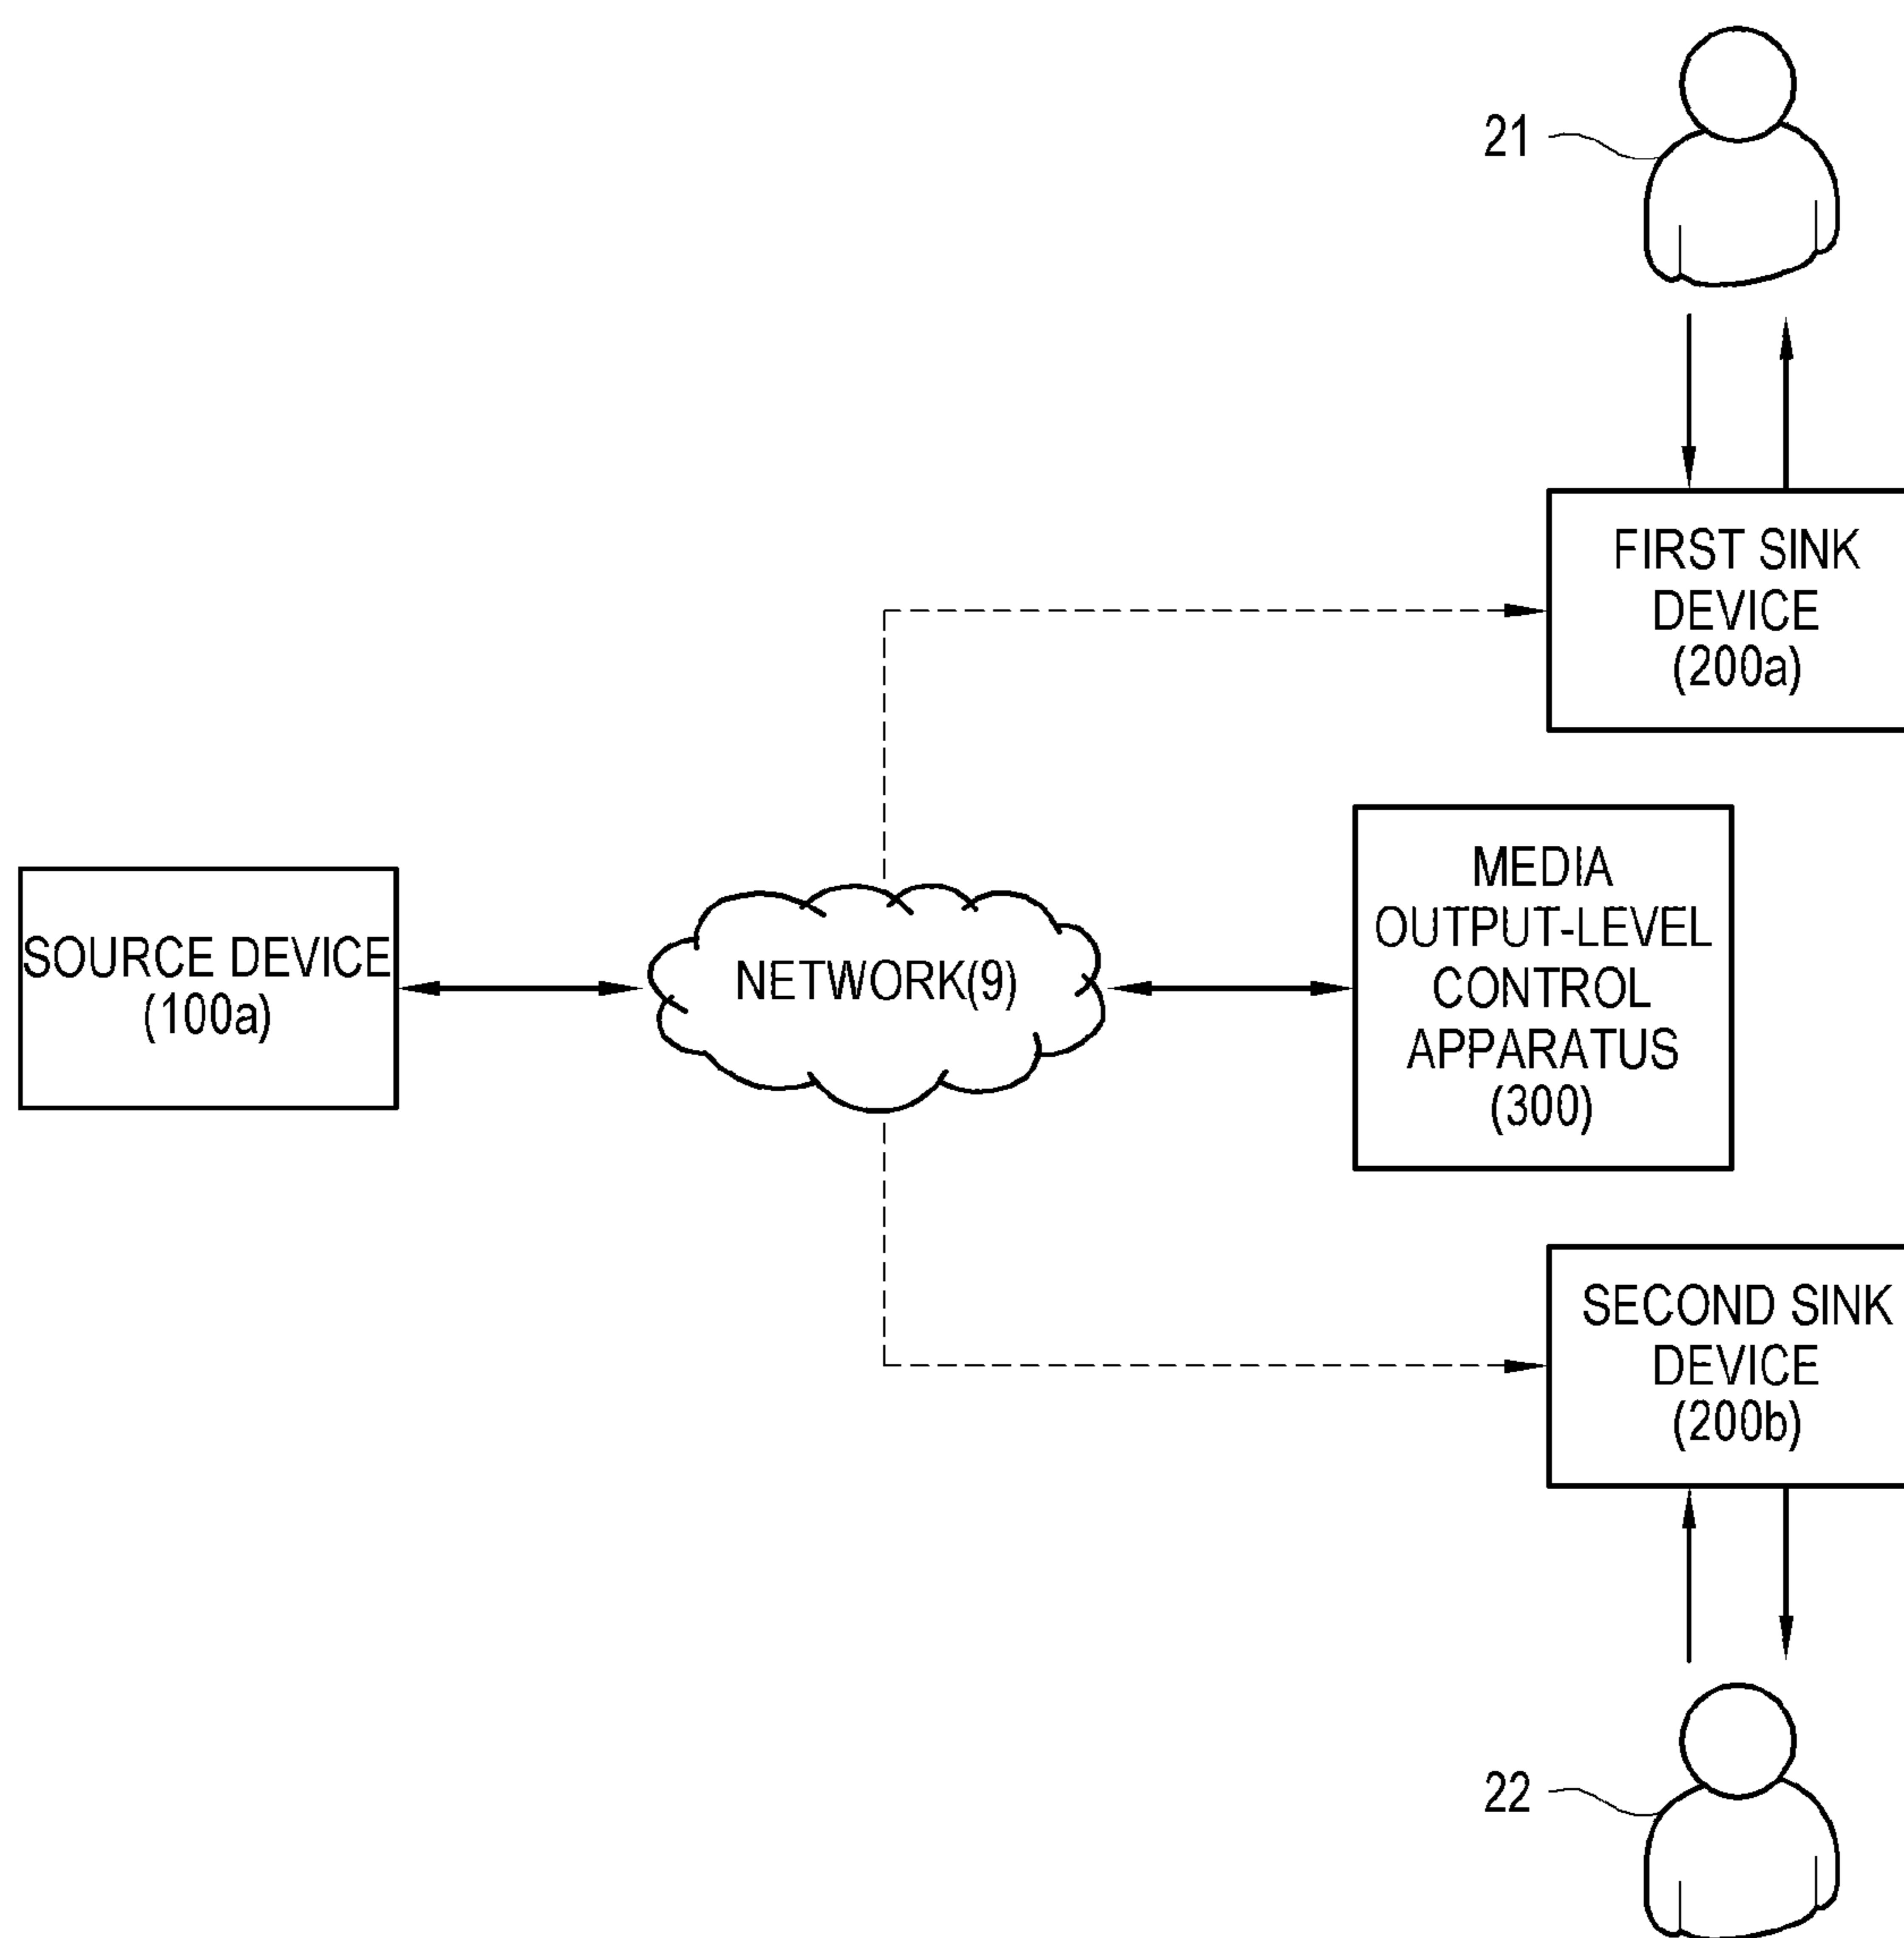 21
FIRST SINK
DEVICE
(200a)
SOURCE DEVICE
(100a)
NETWORK(9)
MEDIA
OUTPUT-LEVEL
CONTROL
APPARATUS
(300)
SECOND SINK
DEVICE
(200b)
22